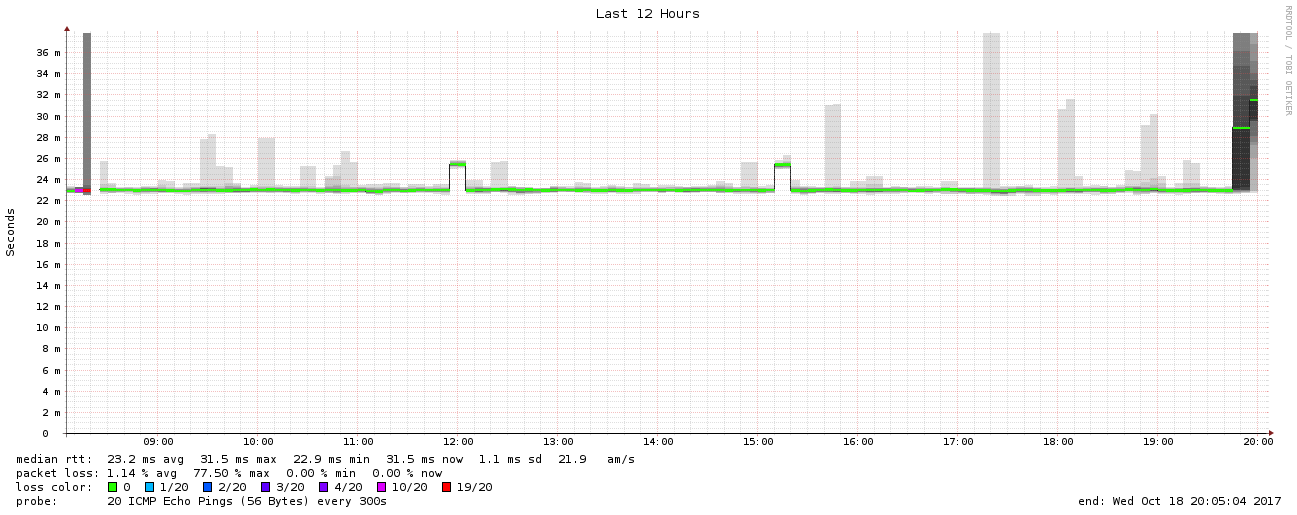 Last 12 Hours
RRDTOOL / TOBI OETIKER
Seconds
36 m
34 m
32 m
30 m
28 m
26 m
24 m
22 m
20 m
18 m
16 m
14 m
12 m
10 m
8 m
6 m
4 m
2 m
0
09:00 10:00 11:00 12:00 13:00 14:00 15:00 16:00 17:00 18:00 19:00 20:00
median rtt: 23.2 ms avg 31.5 ms max 22.9 ms min 31.5 ms now 1.1 ms sd 21.9 am/s
packet loss: 1.14 % avg 77.50 % max 0.00 % min 0.00 % now
loss color: 0 1/20 2/20 3/20 4/20 10/20 19/20
probe: 20 ICMP Echo Pings (56 Bytes) every 300s end: Wed Oct 18 20:05:04 2017